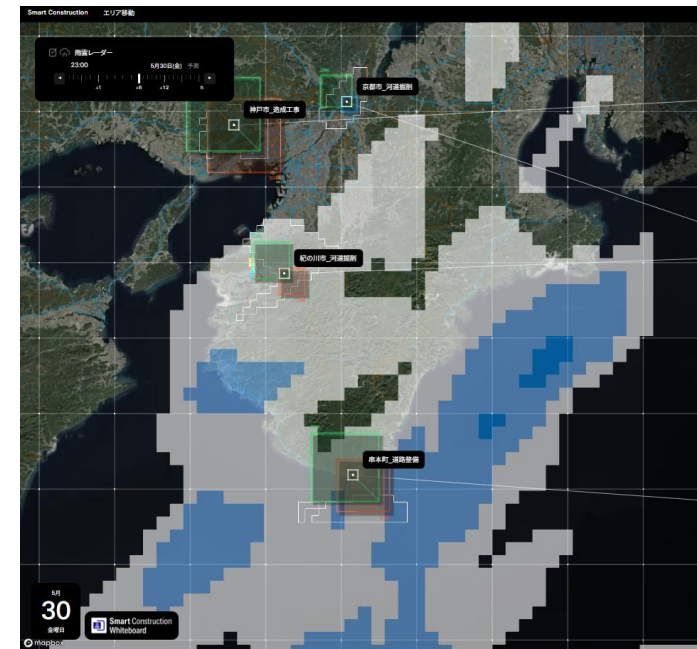 Smart Construction エリア移動
雨雲レーダー
23:00 5月30日(金) 予測
+1 +6 +12 h
京都市_河道掘削
神戸市_造成工事
紀の川市_河道掘削
串本町_道路整備
5月
30
金曜日
Smart Construction
Whiteboard
mapbox